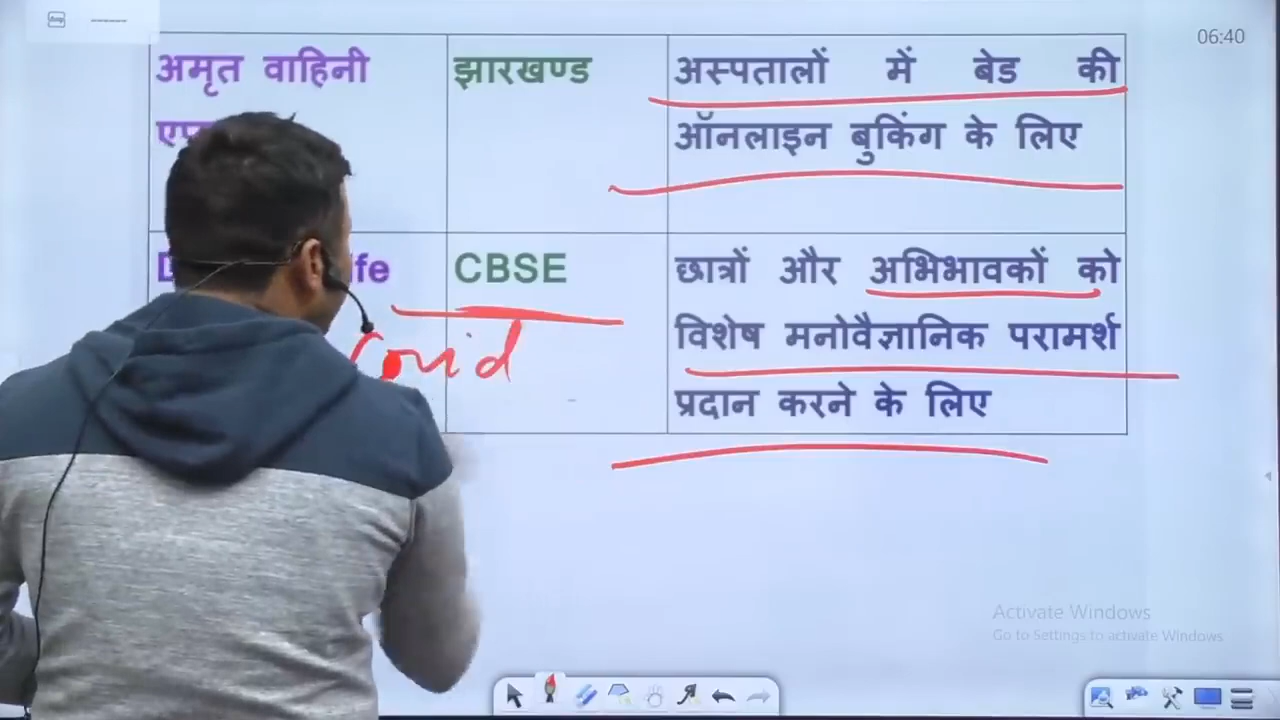 06:40
अमृत वाहिनी झारखण्ड अस्पतालों में बेड की
ऑनलाइन बुकिंग के लिए
CBSE छात्रों और अभिभावकों को
covid विशेष मनोवैज्ञानिक परामर्श
प्रदान करने के लिए
Activate Windows
Go to Settings to activate Windows.